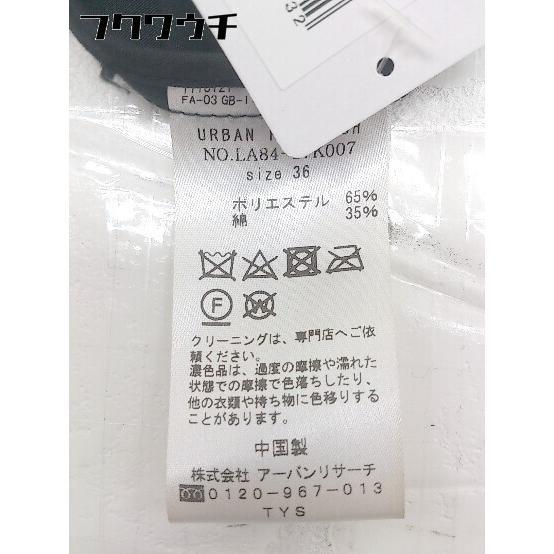 フクワウチ
32
FA-03 GB-1
URBAN
NO.LA84- K007
size 36
ポリエステル 65%
綿 35%
F W
クリーニングは、専門店へご依
頼ください。
濃色品は、過度の摩擦や濡れた
状態での摩擦で色落ちしたり、
他の衣類や持ち物に色移りする
ことがあります。
中国製
株式会社 アーバンリサーチ
0120-967-013
TYS